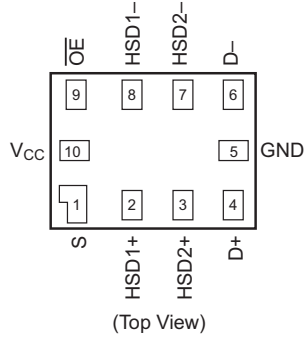 OE
HSD1–
HSD2–
D–
9
8
7
6
VCC
10
5
GND
1
2
3
4
S
HSD1+
HSD2+
D+
(Top View)